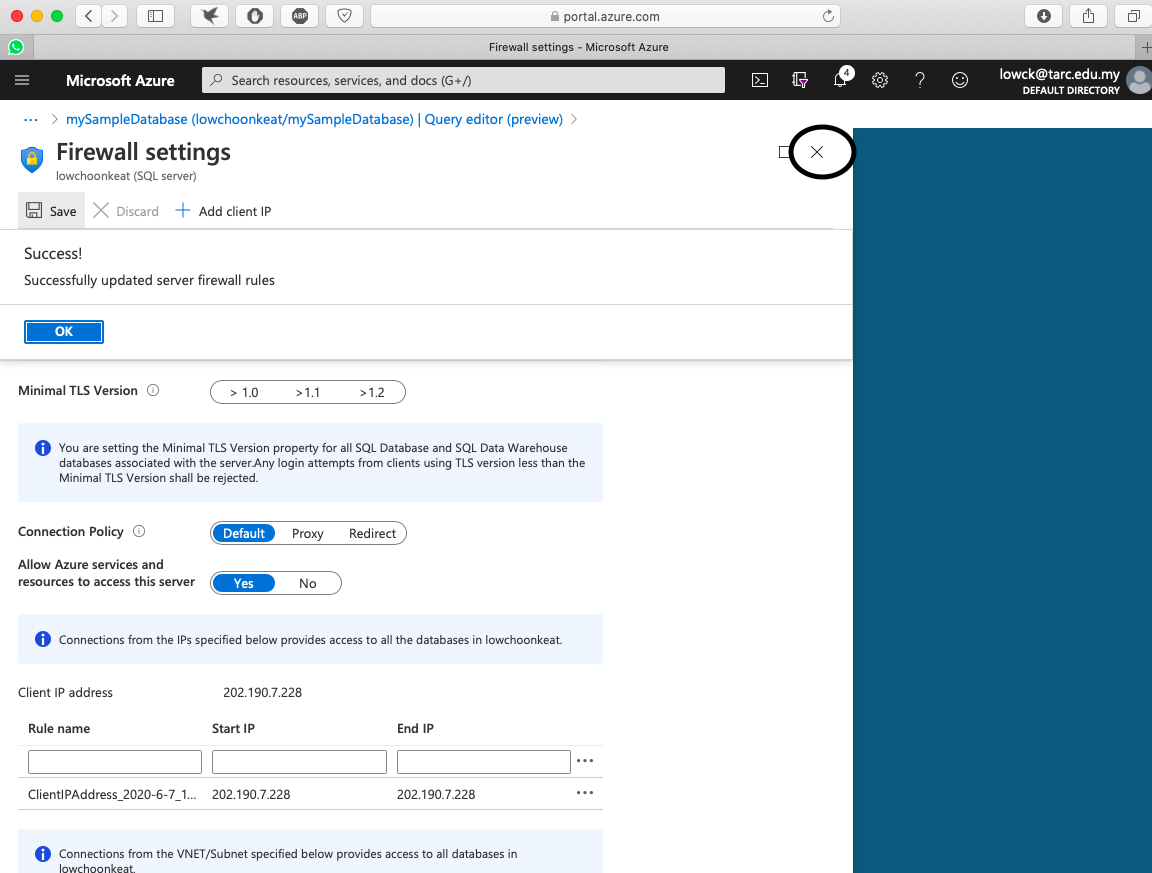 portal.azure.com
Firewall settings - Microsoft Azure
Microsoft Azure
Search resources, services, and docs (G+/)
4
lowck@tarc.edu.my
DEFAULT DIRECTORY
ABP
... > mySampleDatabase (lowchoonkeat/mySampleDatabase) | Query editor (preview) >
Firewall settings
lowchoonkeat (SQL server)
Save Discard Add client IP
Success!
Successfully updated server firewall rules
OK
Minimal TLS Version > 1.0 >1.1 >1.2
You are setting the Minimal TLS Version property for all SQL Database and SQL Data Warehouse
databases associated with the server.Any login attempts from clients using TLS version less than the
Minimal TLS Version shall be rejected.
Connection Policy Default Proxy Redirect
Allow Azure services and
resources to access this server Yes No
Connections from the IPs specified below provides access to all the databases in lowchoonkeat.
Client IP address 202.190.7.228
Rule name Start IP End IP
...
ClientIPAddress_2020-6-7_1... 202.190.7.228 202.190.7.228 ...
Connections from the VNET/Subnet specified below provides access to all databases in
lowchoonkeat.